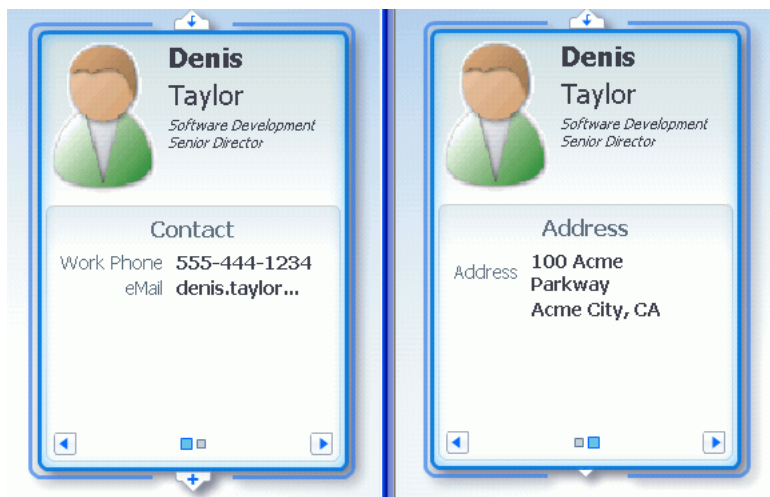 Denis
Taylor
Software Development
Senior Director
Contact
Work Phone 555-444-1234
eMail denis.taylor...
Denis
Taylor
Software Development
Senior Director
Address
Address 100 Acme
Parkway
Acme City, CA